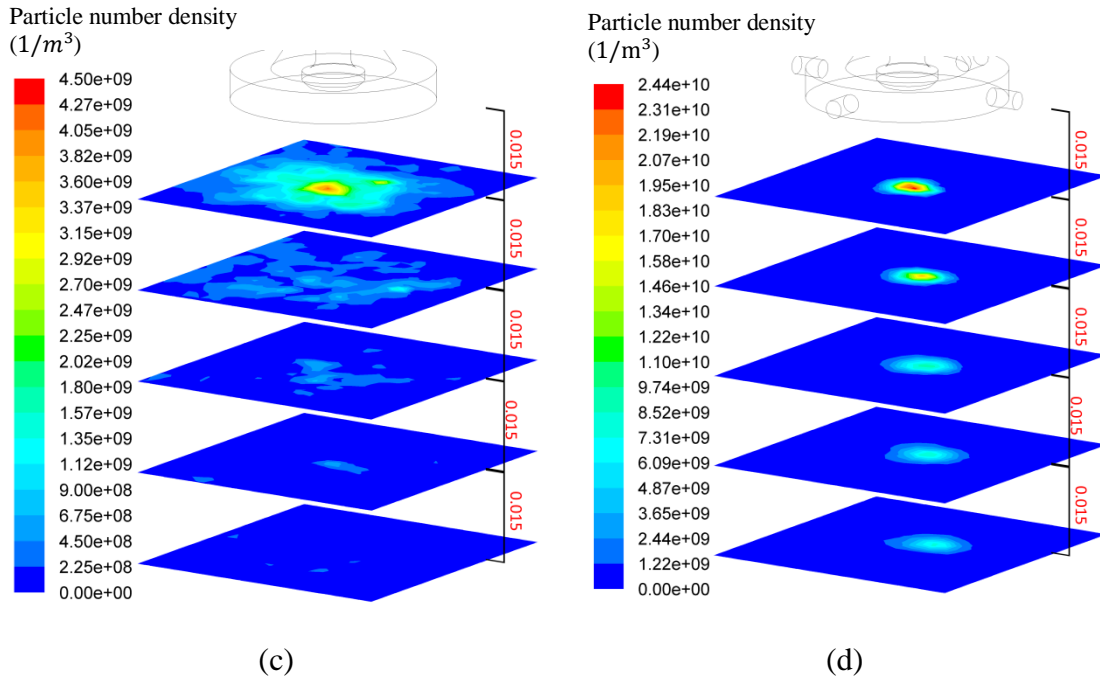 Particle number density
(1/m³)
4.50e+09
4.27e+09
4.05e+09
3.82e+09
3.60e+09
3.37e+09
3.15e+09
2.92e+09
2.70e+09
2.47e+09
2.25e+09
2.02e+09
1.80e+09
1.57e+09
1.35e+09
1.12e+09
9.00e+08
6.75e+08
4.50e+08
2.25e+08
0.00e+00
0.015
0.015
0.015
0.015
0.015
(c)
Particle number density
(1/m³)
2.44e+10
2.31e+10
2.19e+10
2.07e+10
1.95e+10
1.83e+10
1.70e+10
1.58e+10
1.46e+10
1.34e+10
1.22e+10
1.10e+10
9.74e+09
8.52e+09
7.31e+09
6.09e+09
4.87e+09
3.65e+09
2.44e+09
1.22e+09
0.00e+00
0.015
0.015
0.015
0.015
0.015
(d)